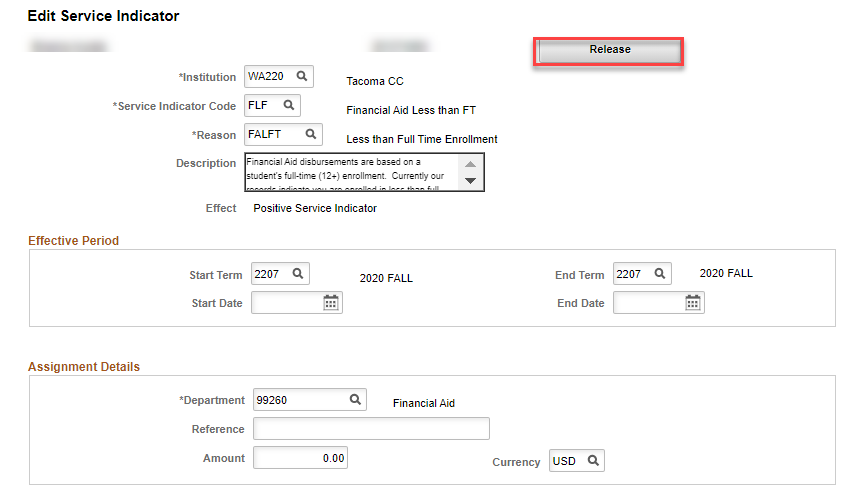 Edit Service Indicator
Release
*Institution WA220 Tacoma CC
*Service Indicator Code FLF Financial Aid Less than FT
*Reason FALFT Less than Full Time Enrollment
Description Financial Aid disbursements are based on a
student's full-time (12+) enrollment. Currently our
records indicate you are enrolled in less than full
Effect Positive Service Indicator
Effective Period
Start Term 2207 2020 FALL End Term 2207 2020 FALL
Start Date End Date
Assignment Details
*Department 99260 Financial Aid
Reference
Amount 0.00 Currency USD